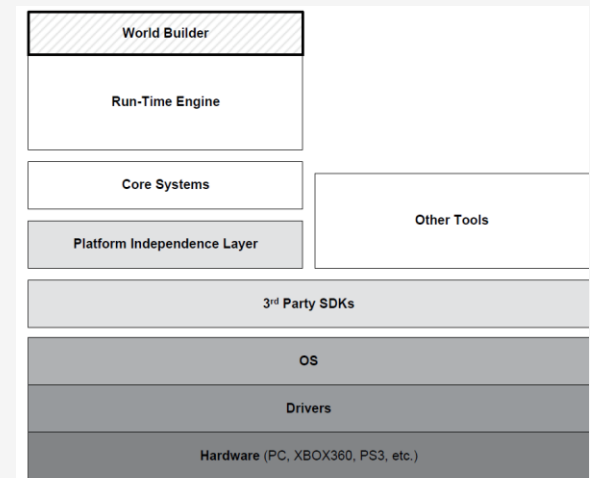 World Builder
Run-Time Engine
Core Systems
Other Tools
Platform Independence Layer
3rd Party SDKs
OS
Drivers
Hardware (PC, XBOX360, PS3, etc.)